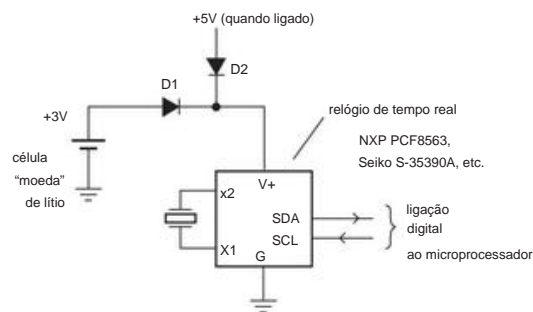 +5V (quando ligado)
D2
D1
+3V
célula
“moeda”
de lítio
relógio de tempo real
NXP PCF8563,
Seiko S-35390A, etc.
V+
x2
X1
SDA
SCL
G
ligação
digital
ao microprocessador